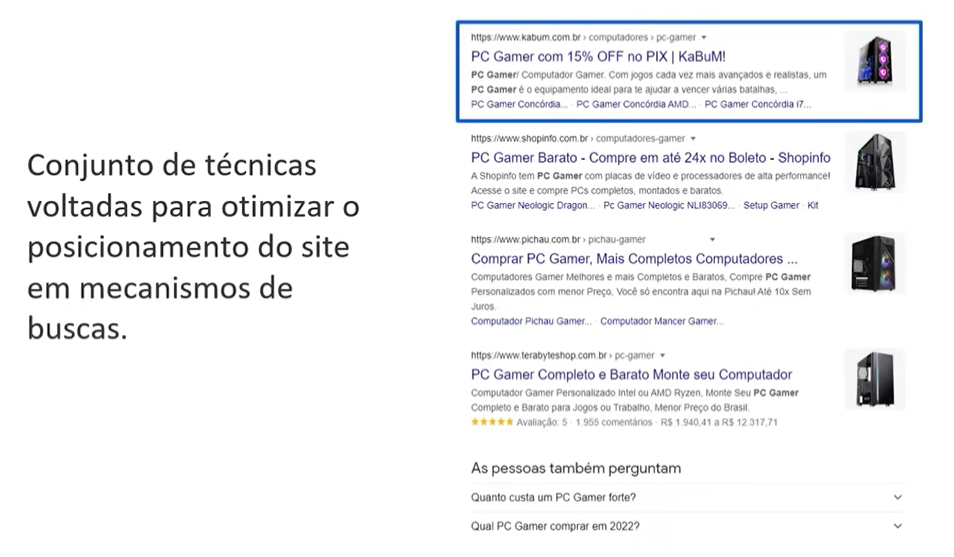 Conjunto de técnicas
voltadas para otimizar o
posicionamento do site
em mecanismos de
buscas.
https://www.kabum.com.br › computadores › pc-gamer
PC Gamer com 15% OFF no PIX | KaBuM!
PC Gamer/ Computador Gamer. Com jogos cada vez mais avançados e realistas, um
PC Gamer é o equipamento ideal para te ajudar a vencer várias batalhas, ...
PC Gamer Concórdia... · PC Gamer Concórdia AMD... · PC Gamer Concórdia i7...
https://www.shopinfo.com.br › computadores-gamer
PC Gamer Barato - Compre em até 24x no Boleto - Shopinfo
A Shopinfo tem PC Gamer com placas de vídeo e processadores de alta performance!
Acesse o site e compre PCs completos, montados e baratos.
PC Gamer Neologic Dragon... · Pc Gamer Neologic NLI83069... · Setup Gamer · Kit
https://www.pichau.com.br › pichau-gamer
Comprar PC Gamer, Mais Completos Computadores ...
Computadores Gamer Melhores e mais Completos e Baratos, Compre PC Gamer
Personalizados com menor Preço, Você só encontra aqui na Pichau! Até 10x Sem
Juros.
Computador Pichau Gamer... · Computador Mancer Gamer...
https://www.terabyteshop.com.br › pc-gamer
PC Gamer Completo e Barato Monte seu Computador
Computador Gamer Personalizado Intel ou AMD Ryzen, Monte Seu PC Gamer
Completo e Barato para Jogos ou Trabalho, Menor Preço do Brasil.
★★★★★ Avaliação: 5 · 1.955 comentários · R$ 1.940,41 a R$ 12.317,71
As pessoas também perguntam
Quanto custa um PC Gamer forte?
Qual PC Gamer comprar em 2022?